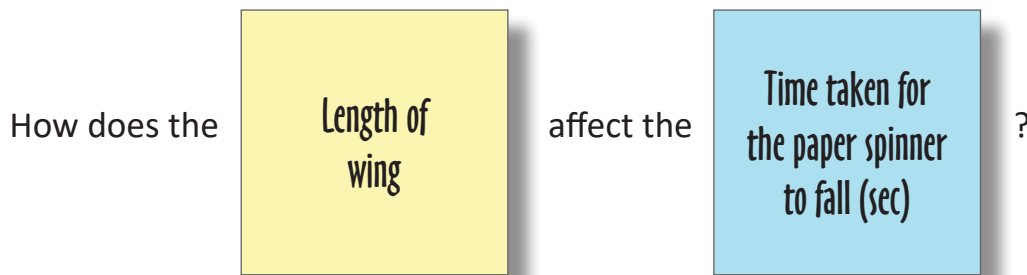 How does the
Length of
wing
affect the
Time taken for
the paper spinner
to fall (sec)
?